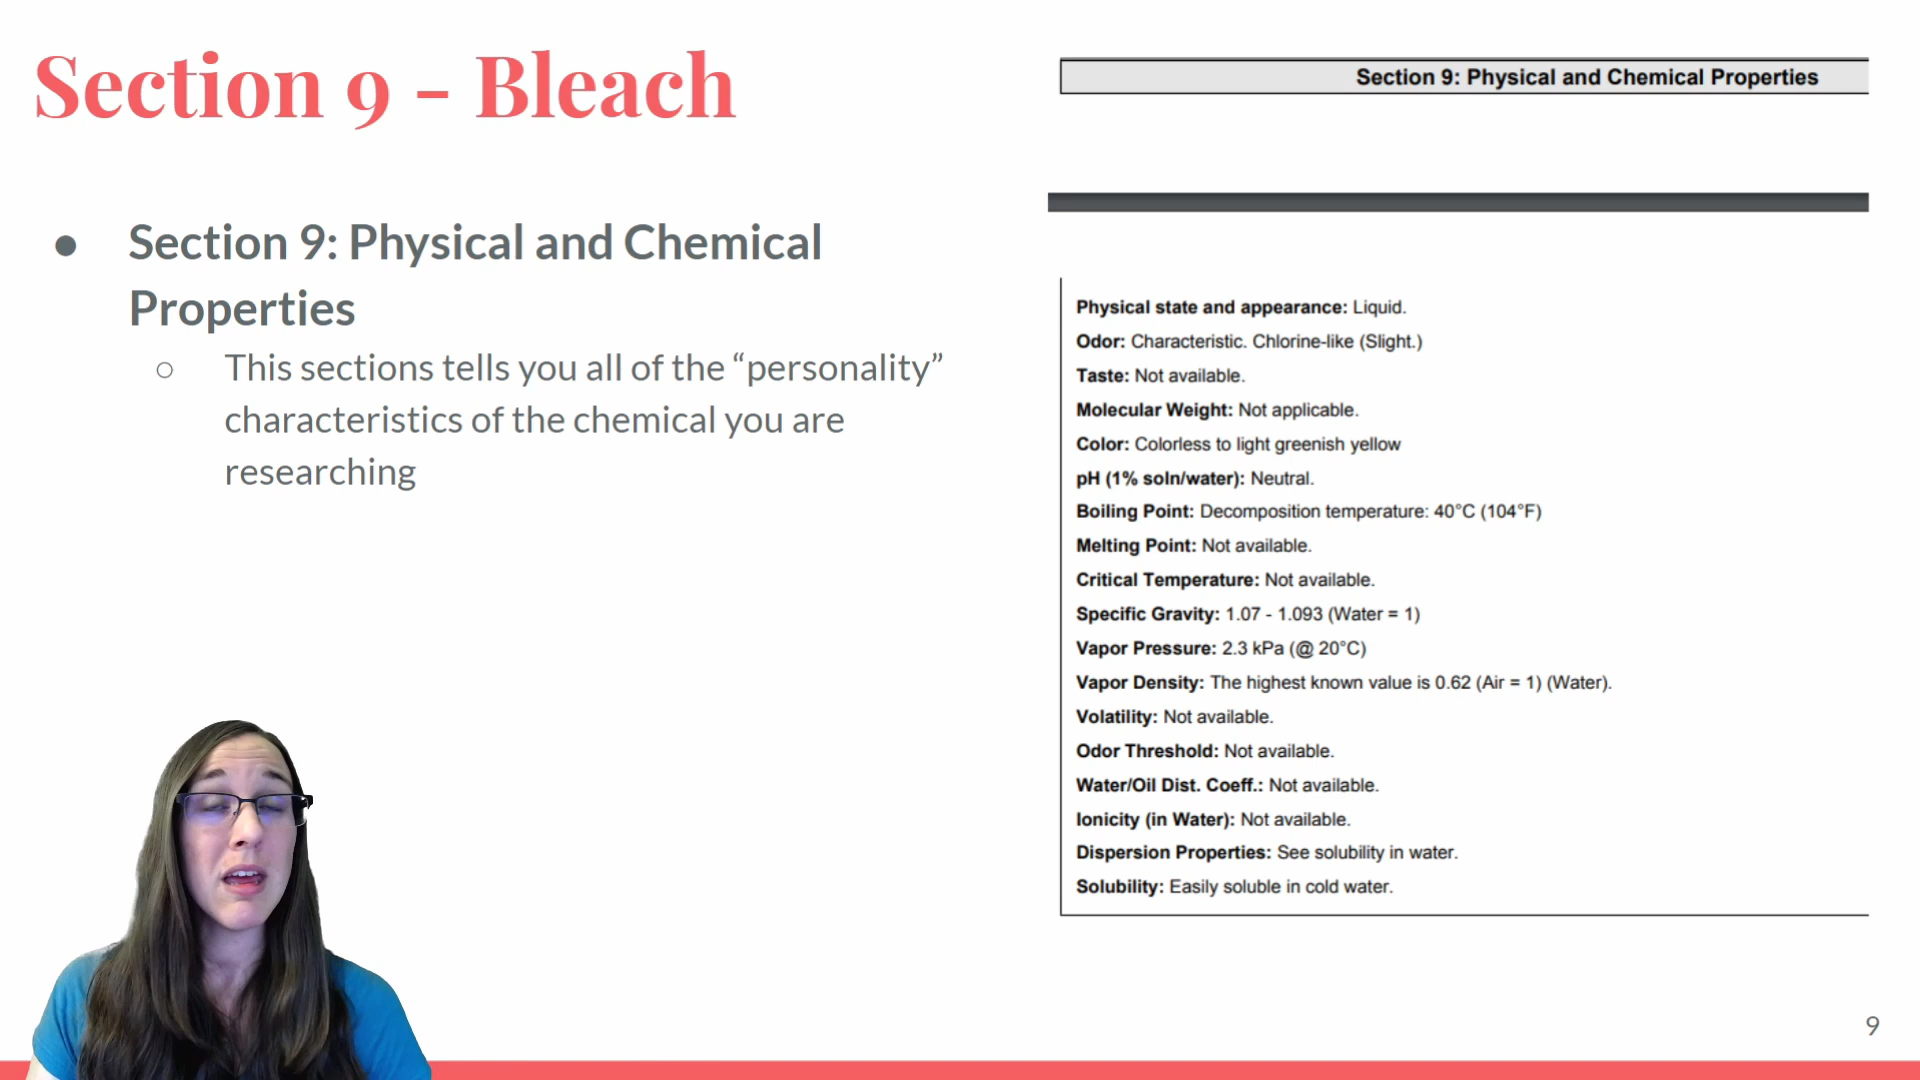 Section 9 - Bleach
● Section 9: Physical and Chemical
Properties
○ This sections tells you all of the “personality”
characteristics of the chemical you are
researching
Section 9: Physical and Chemical Properties
Physical state and appearance: Liquid.
Odor: Characteristic. Chlorine-like (Slight.)
Taste: Not available.
Molecular Weight: Not applicable.
Color: Colorless to light greenish yellow
pH (1% soln/water): Neutral.
Boiling Point: Decomposition temperature: 40°C (104°F)
Melting Point: Not available.
Critical Temperature: Not available.
Specific Gravity: 1.07 - 1.093 (Water = 1)
Vapor Pressure: 2.3 kPa (@ 20°C)
Vapor Density: The highest known value is 0.62 (Air = 1) (Water).
Volatility: Not available.
Odor Threshold: Not available.
Water/Oil Dist. Coeff.: Not available.
Ionicity (in Water): Not available.
Dispersion Properties: See solubility in water.
Solubility: Easily soluble in cold water.
9